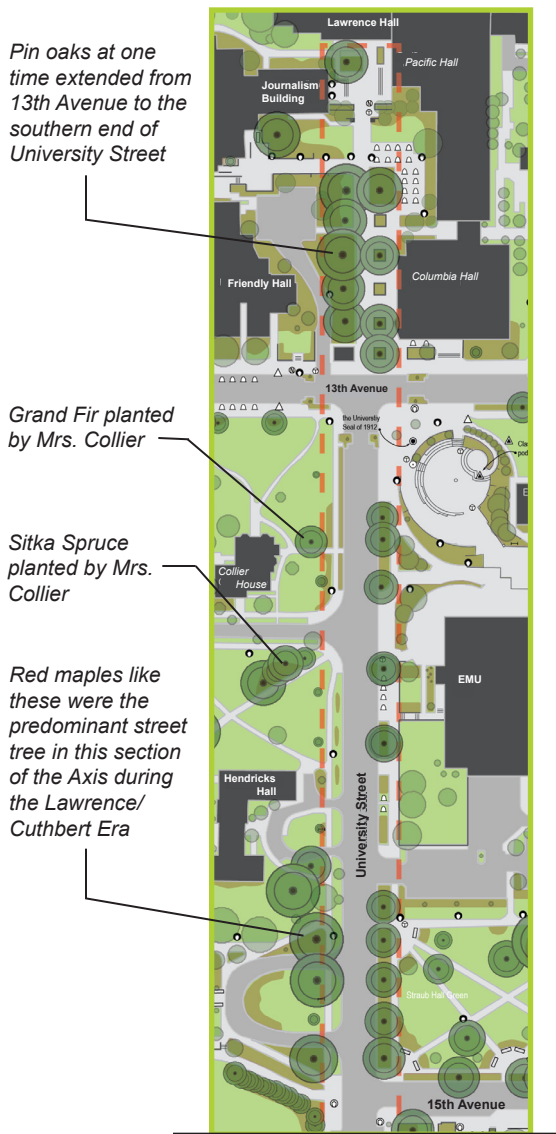 Pin oaks at one
time extended from
13th Avenue to the
southern end of
University Street
Grand Fir planted
by Mrs. Collier
Sitka Spruce
planted by Mrs.
Collier
Red maples like
these were the
predominant street
tree in this section
of the Axis during
the Lawrence/
Cuthbert Era
Lawrence Hall
Pacific Hall
Journalism
Building
Friendly Hall
Columbia Hall
13th Avenue
the University
Seal of 1912
Collier
House
EMU
Hendricks
Hall
University Street
Straub Hall Green
15th Avenue